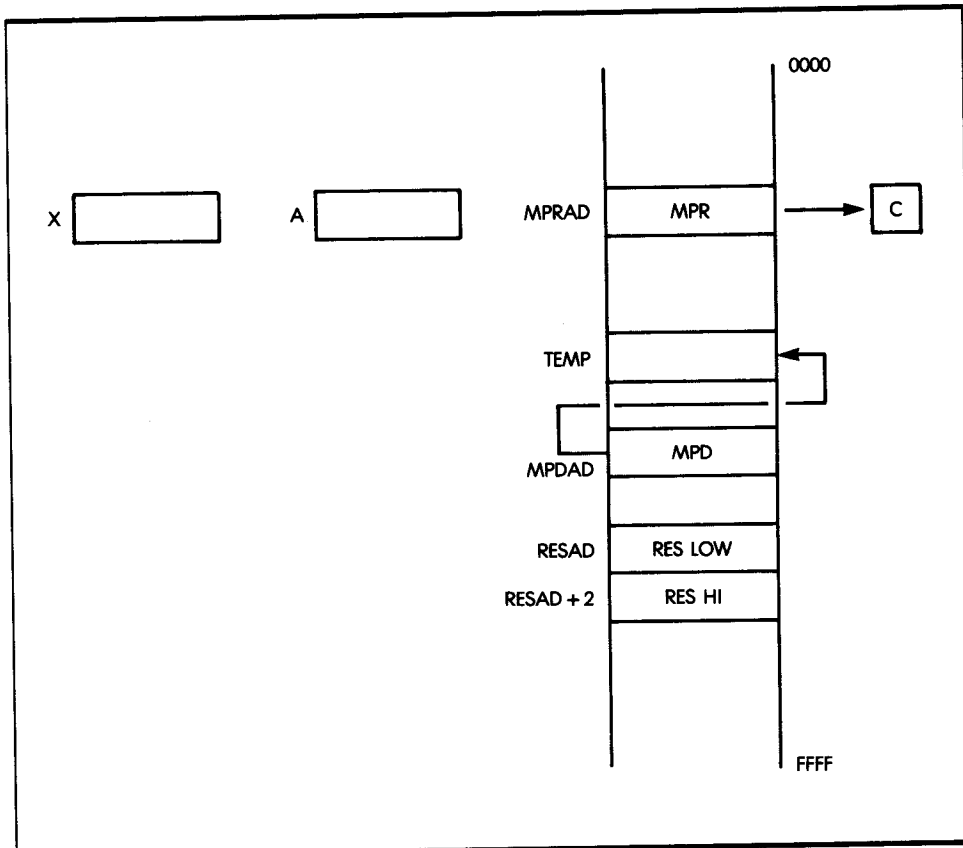 0000
X
A
MPRAD
MPR
C
TEMP
MPD
MPDAD
RESAD
RES LOW
RESAD + 2
RES HI
FFFF